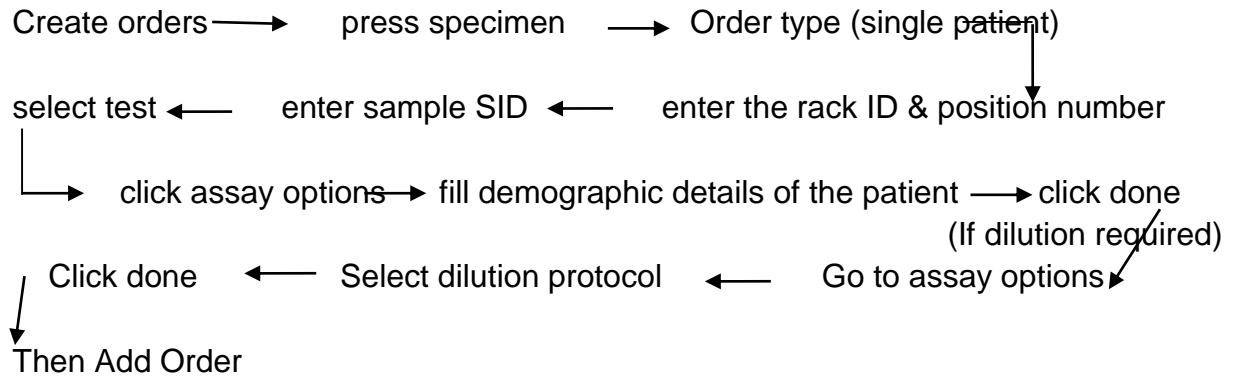 Create orders press specimen Order type (single patient)
select test enter sample SID enter the rack ID & position number
click assay options fill demographic details of the patient click done
(If dilution required)
Click done Select dilution protocol Go to assay options
Then Add Order